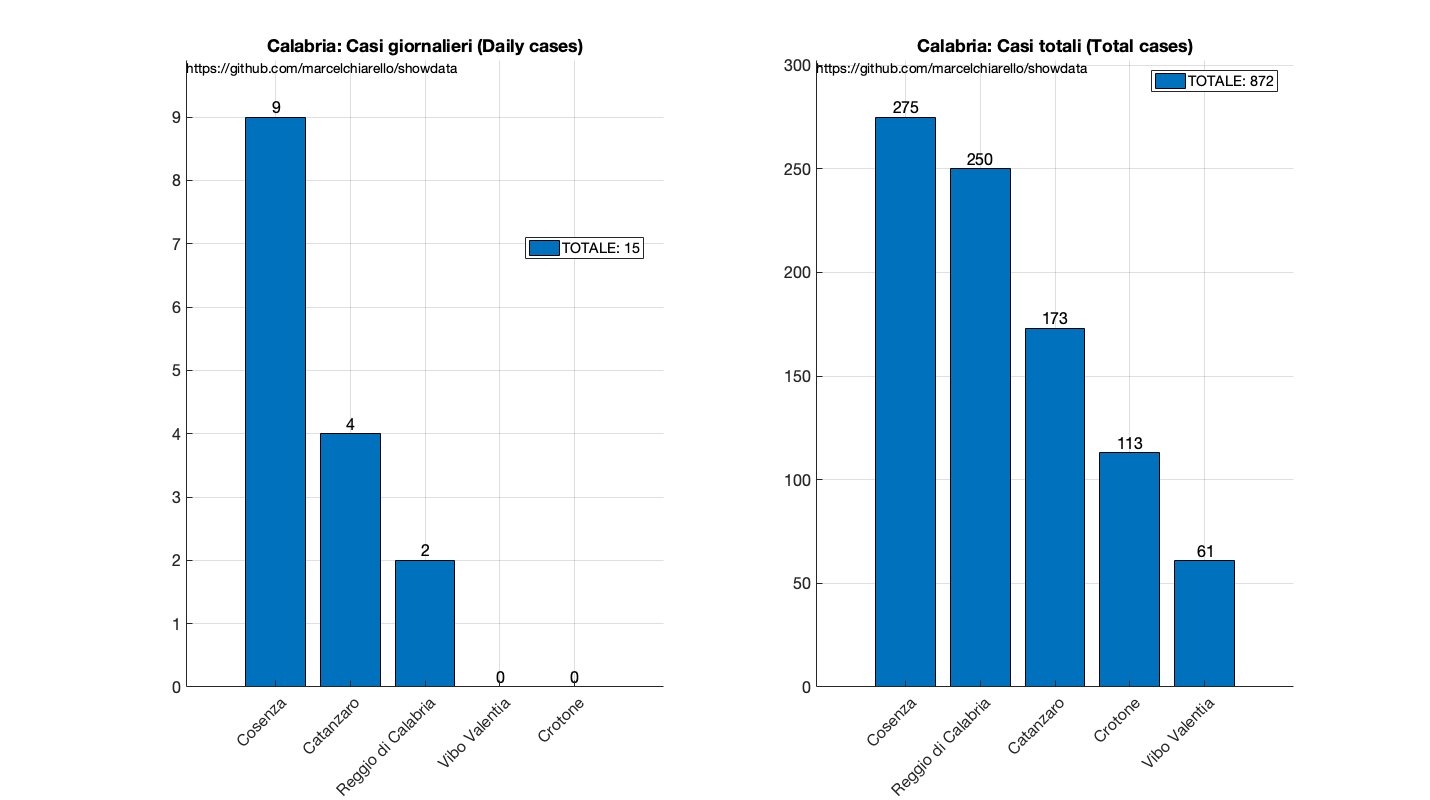 Calabria: Casi giornalieri (Daily cases)
https://github.com/marcelchiarello/showdata
TOTALE: 15
9
8
7
6
5
4
3
2
1
0
9
4
2
0
0
Cosenza
Catanzaro
Reggio di Calabria
Vibo Valentia
Crotone
Calabria: Casi totali (Total cases)
https://github.com/marcelchiarello/showdata
TOTALE: 872
300
250
200
150
100
50
0
275
250
173
113
61
Cosenza
Reggio di Calabria
Catanzaro
Crotone
Vibo Valentia